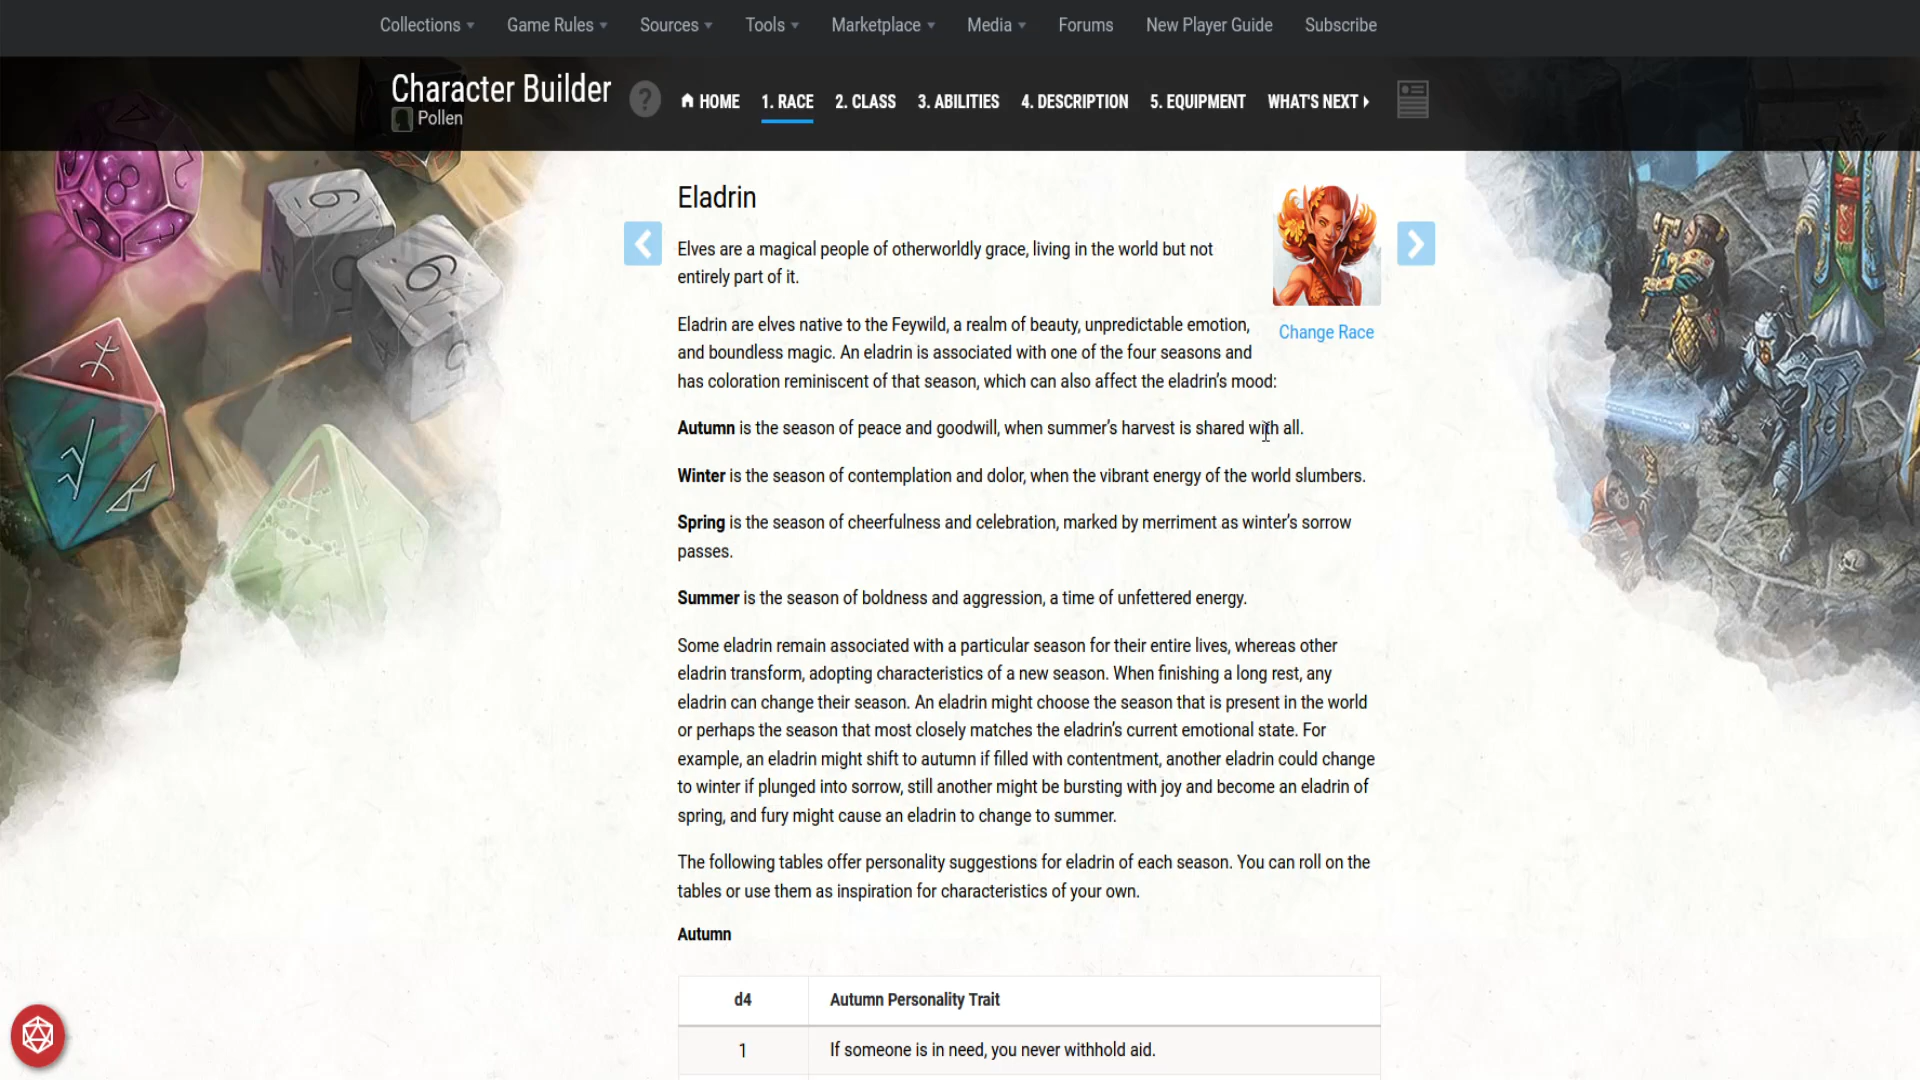 Collections Game Rules Sources Tools Marketplace Media Forums New Player Guide Subscribe
Character Builder
Pollen
? HOME 1. RACE 2. CLASS 3. ABILITIES 4. DESCRIPTION 5. EQUIPMENT WHAT'S NEXT
Eladrin
Elves are a magical people of otherworldly grace, living in the world but not
entirely part of it.
Change Race
Eladrin are elves native to the Feywild, a realm of beauty, unpredictable emotion,
and boundless magic. An eladrin is associated with one of the four seasons and
has coloration reminiscent of that season, which can also affect the eladrin’s mood:
Autumn is the season of peace and goodwill, when summer’s harvest is shared with all.
Winter is the season of contemplation and dolor, when the vibrant energy of the world slumbers.
Spring is the season of cheerfulness and celebration, marked by merriment as winter’s sorrow
passes.
Summer is the season of boldness and aggression, a time of unfettered energy.
Some eladrin remain associated with a particular season for their entire lives, whereas other
eladrin transform, adopting characteristics of a new season. When finishing a long rest, any
eladrin can change their season. An eladrin might choose the season that is present in the world
or perhaps the season that most closely matches the eladrin’s current emotional state. For
example, an eladrin might shift to autumn if filled with contentment, another eladrin could change
to winter if plunged into sorrow, still another might be bursting with joy and become an eladrin of
spring, and fury might cause an eladrin to change to summer.
The following tables offer personality suggestions for eladrin of each season. You can roll on the
tables or use them as inspiration for characteristics of your own.
Autumn
d4 Autumn Personality Trait
1 If someone is in need, you never withhold aid.